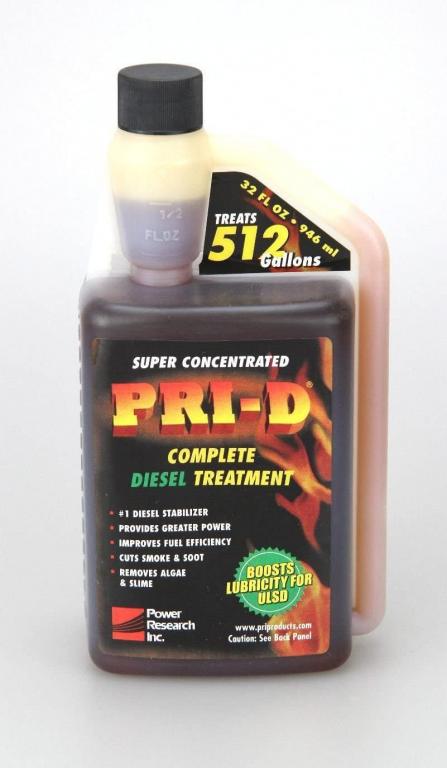 1/2
FL.OZ
32 FL OZ • 946 ml
TREATS
512
Gallons
SUPER CONCENTRATED
PRI-D®
COMPLETE
DIESEL TREATMENT
• #1 DIESEL STABILIZER
• PROVIDES GREATER POWER
• IMPROVES FUEL EFFICIENCY
• CUTS SMOKE & SOOT
• REMOVES ALGAE
& SLIME
BOOSTS
LUBRICITY FOR
ULSD
Power
Research
Inc.
www.priproducts.com
Caution: See Back Panel